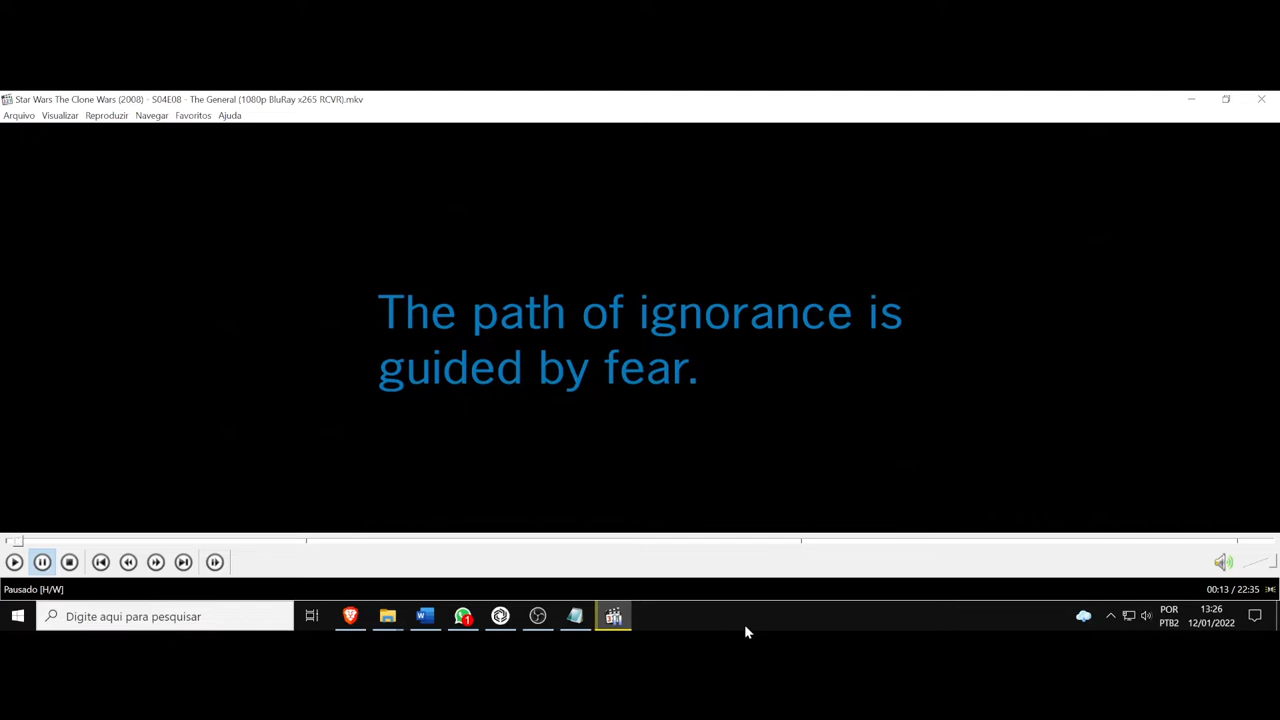 Star Wars The Clone Wars (2008) - S04E08 - The General (1080p BluRay x265 RCVR).mkv
Arquivo Visualizar Reproduzir Navegar Favoritos Ajuda
The path of ignorance is
guided by fear.
Pausado [H/W]
00:13 / 22:35
Digite aqui para pesquisar
1
POR
PTB2
13:26
12/01/2022